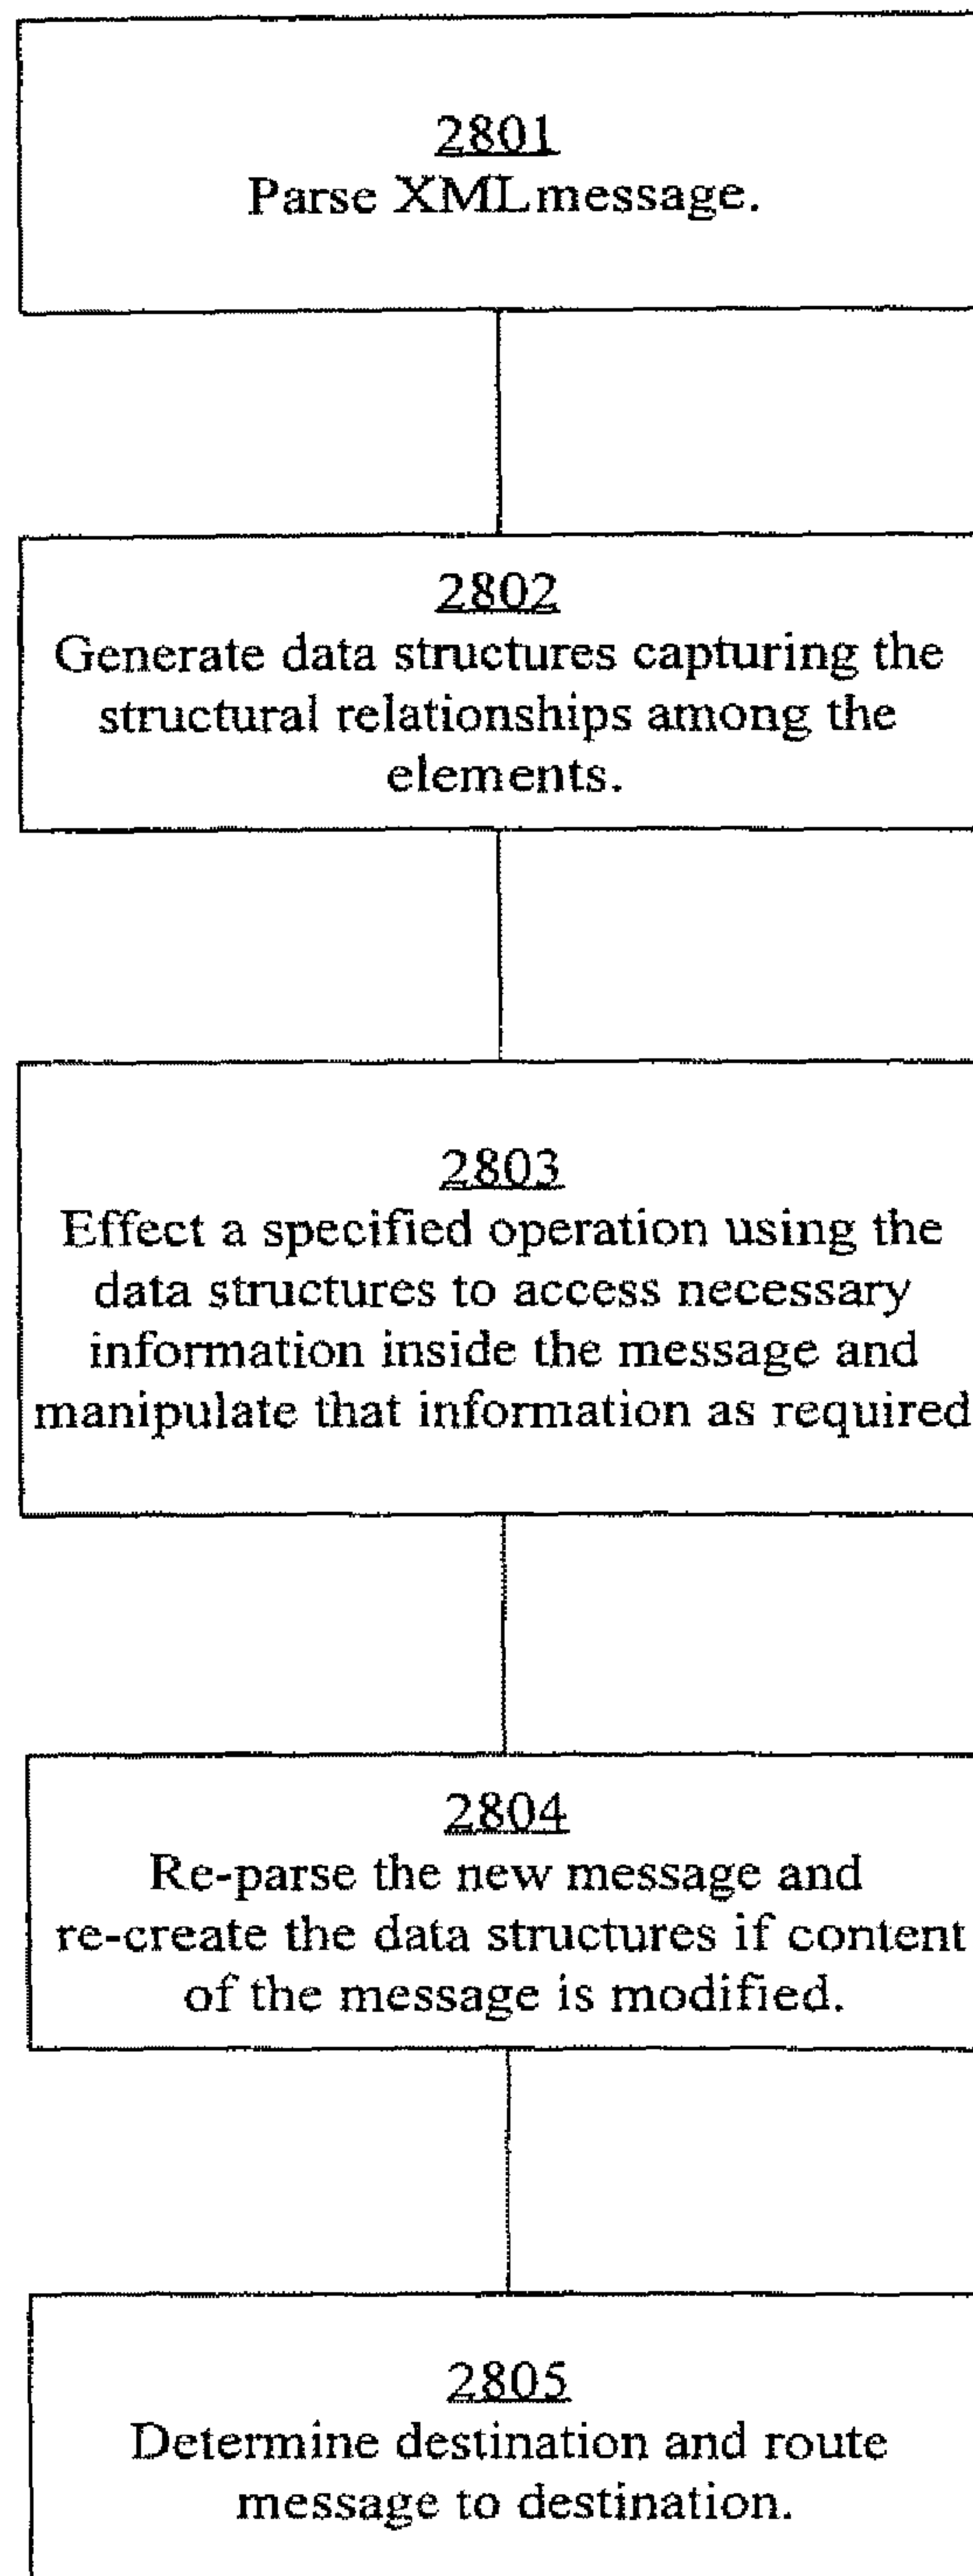 2801
Parse XML message.
2802
Generate data structures capturing the
structural relationships among the
elements.
2803
Effect a specified operation using the
data structures to access necessary
information inside the message and
manipulate that information as required
2804
Re-parse the new message and
re-create the data structures if content
of the message is modified.
2805
Determine destination and route
message to destination.